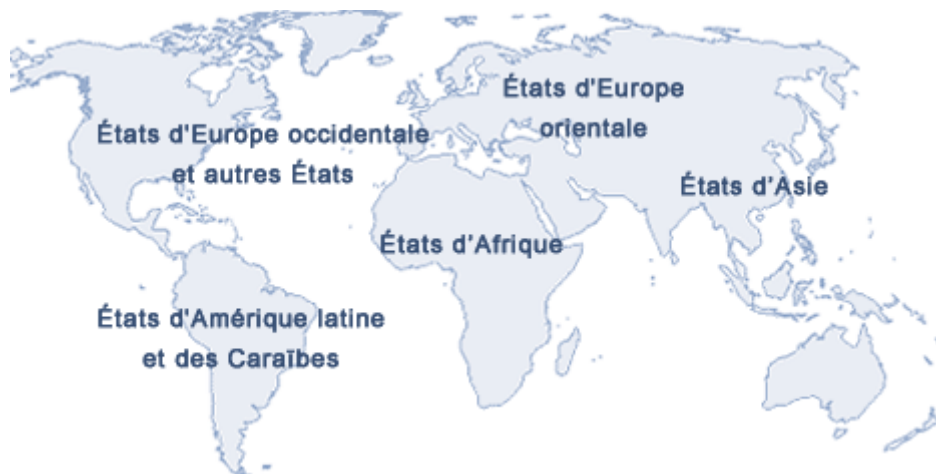 États d'Europe
orientale
États d'Europe occidentale
et autres États
États d’Asie
États d’Afrique
États d'Amérique latine
et des Caraïbes